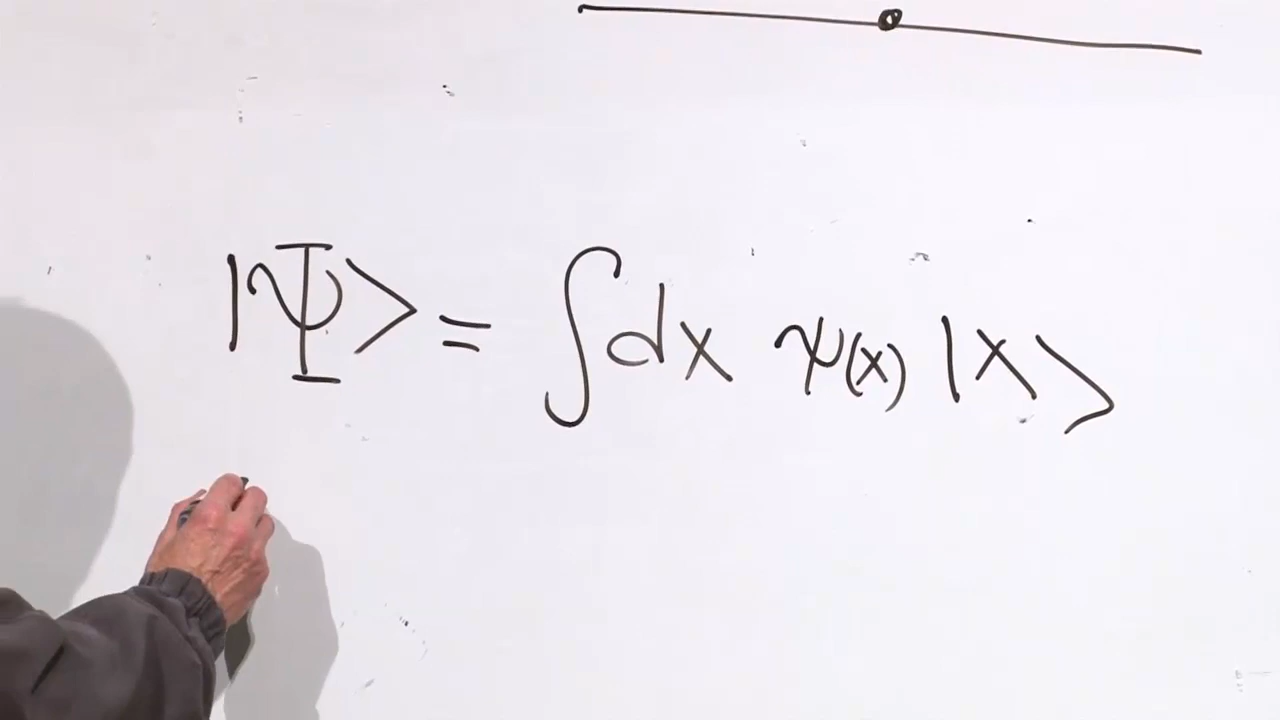 |Ψ> = ∫dx ψ(x) |x>